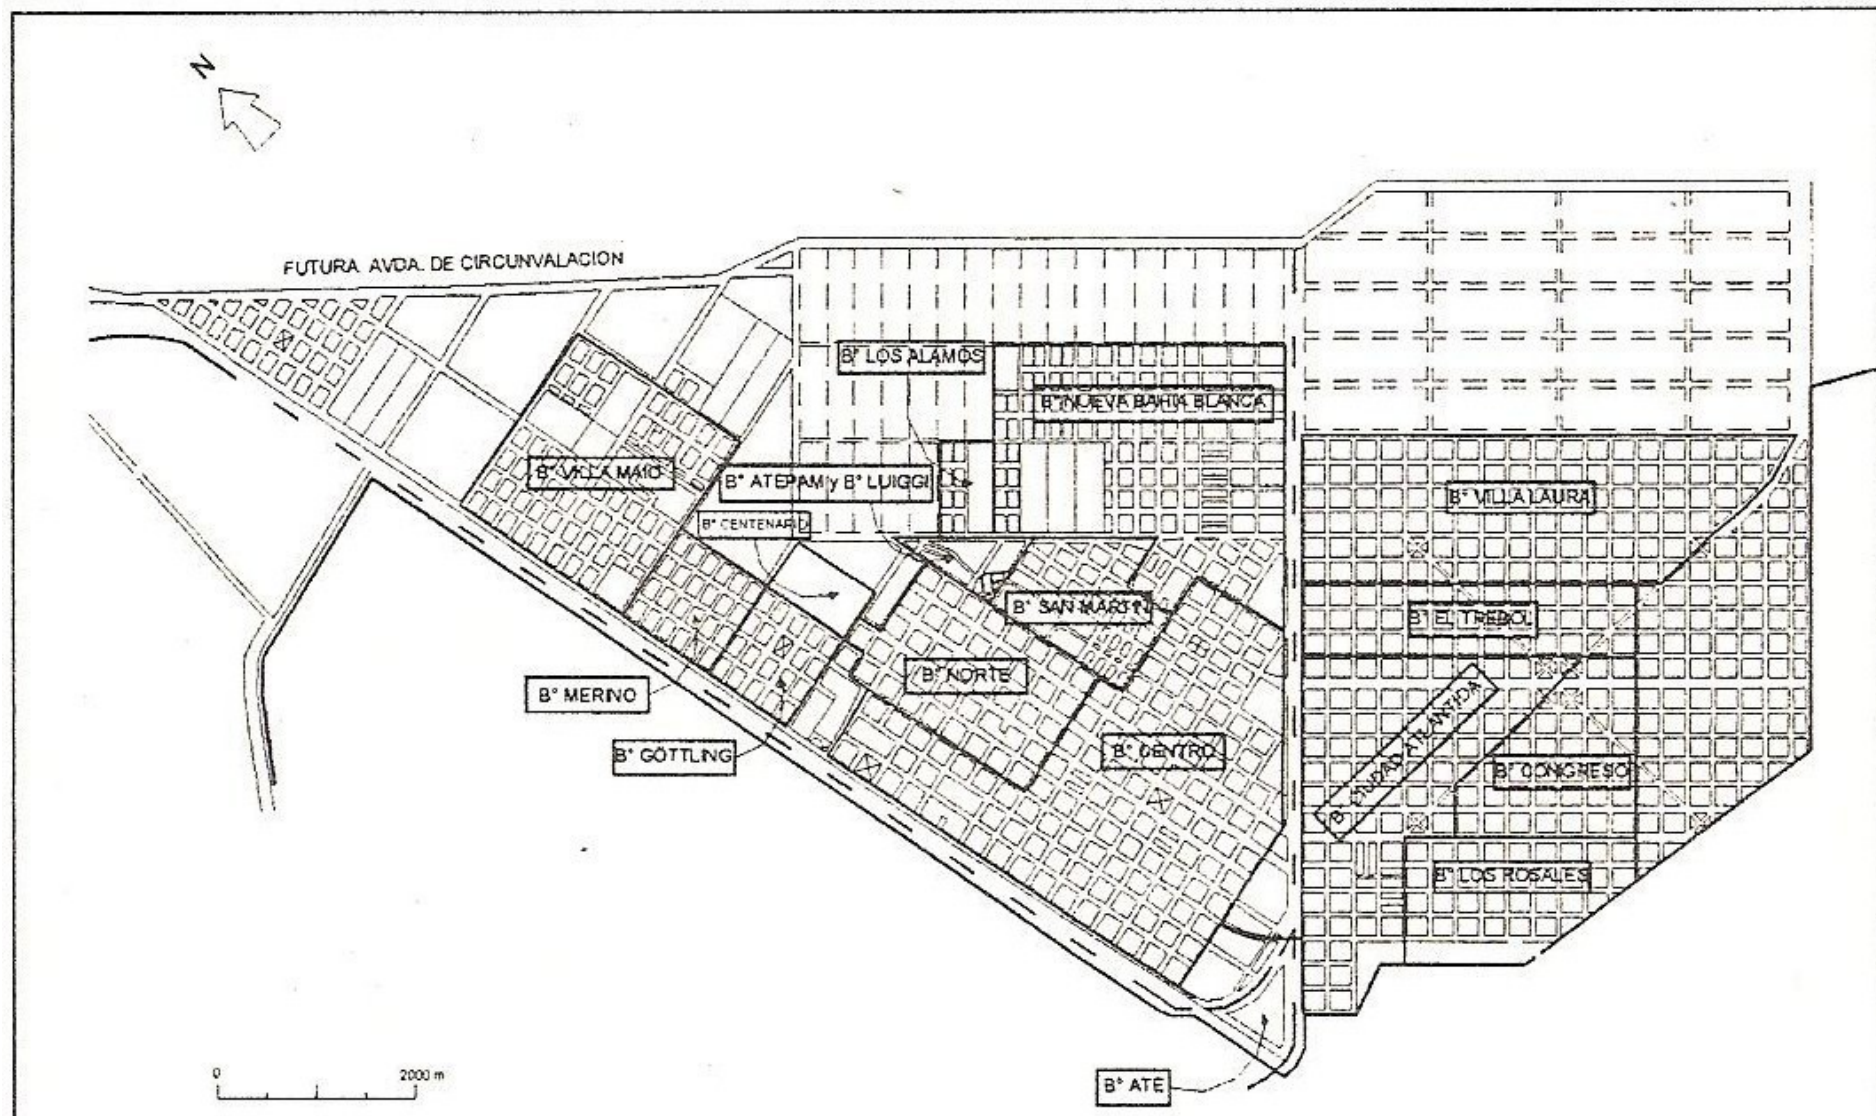 N
FUTURA AVDA. DE CIRCUNVALACION
B° LOS ALAMOS
B° NUEVA BAHIA BLANCA
B° VILLA MAIO
B° ATEPAM y B° LUIGGI
B° CENTENARIO
B° VILLA LAURA
B° SAN MARTIN
B° EL TREBOL
B° NORTE
B° MERINO
B° GÖTTLING
B° CENTRO
B° CIUDAD ATLANTIDA
B° CONGRESO
B° LOS ROSALES
0 2000 m
B° ATE